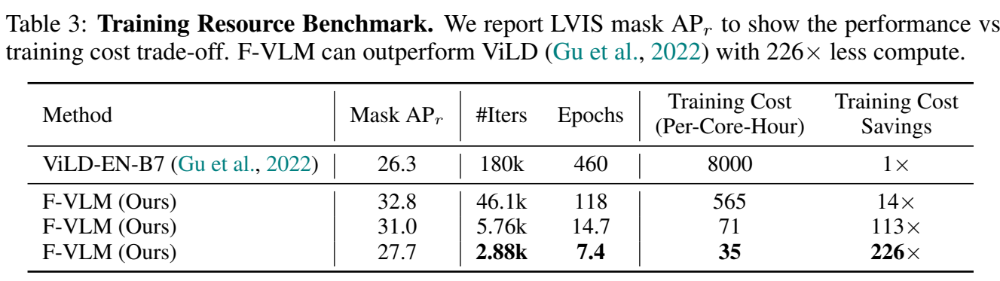 Table 3: Training Resource Benchmark. We report LVIS mask APr to show the performance vs
training cost trade-off. F-VLM can outperform ViLD (Gu et al., 2022) with 226× less compute.
Method Mask APr #Iters Epochs Training Cost (Per-Core-Hour) Training Cost Savings
ViLD-EN-B7 (Gu et al., 2022) 26.3 180k 460 8000 1×
F-VLM (Ours) 32.8 46.1k 118 565 14×
F-VLM (Ours) 31.0 5.76k 14.7 71 113×
F-VLM (Ours) 27.7 2.88k 7.4 35 226×